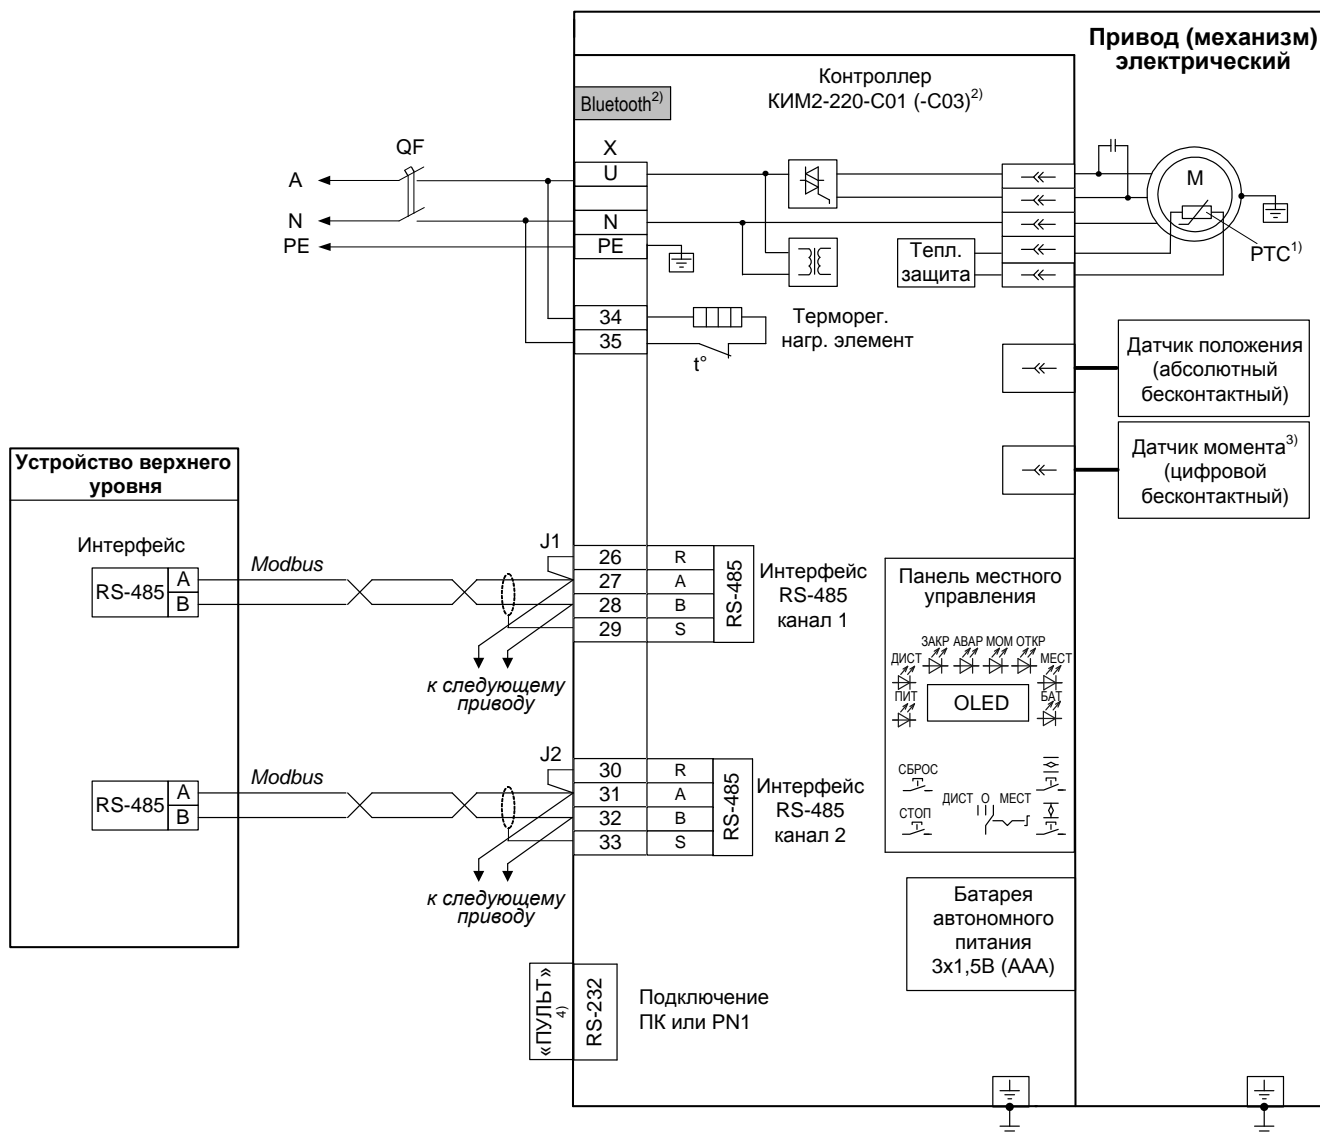 Привод (механизм)
электрический
Контроллер
КИМ2-220-С01 (-С03)2)
Bluetooth2)
QF
X
A
U
N
N
PE
PE
M
PTC1)
Тепл.
защита
34
35
Терморег.
нагр. элемент
t°
Датчик положения
(абсолютный
бесконтактный)
Датчик момента3)
(цифровой
бесконтактный)
Устройство верхнего
уровня
Интерфейс
RS-485
A
B
Modbus
J1
26 R
27 A
28 B
29 S
RS-485
Интерфейс
RS-485
канал 1
к следующему
приводу
Панель местного
управления
ЗАКР АВАР МОМ ОТКР
ДИСТ
МЕСТ
ПИТ
OLED
БАТ
СБРОС
ДИСТ О МЕСТ
СТОП
RS-485
A
B
Modbus
J2
30 R
31 A
32 B
33 S
RS-485
Интерфейс
RS-485
канал 2
к следующему
приводу
Батарея
автономного
питания
3x1,5В (ААА)
«ПУЛЬТ»
4)
RS-232
Подключение
ПК или PN1